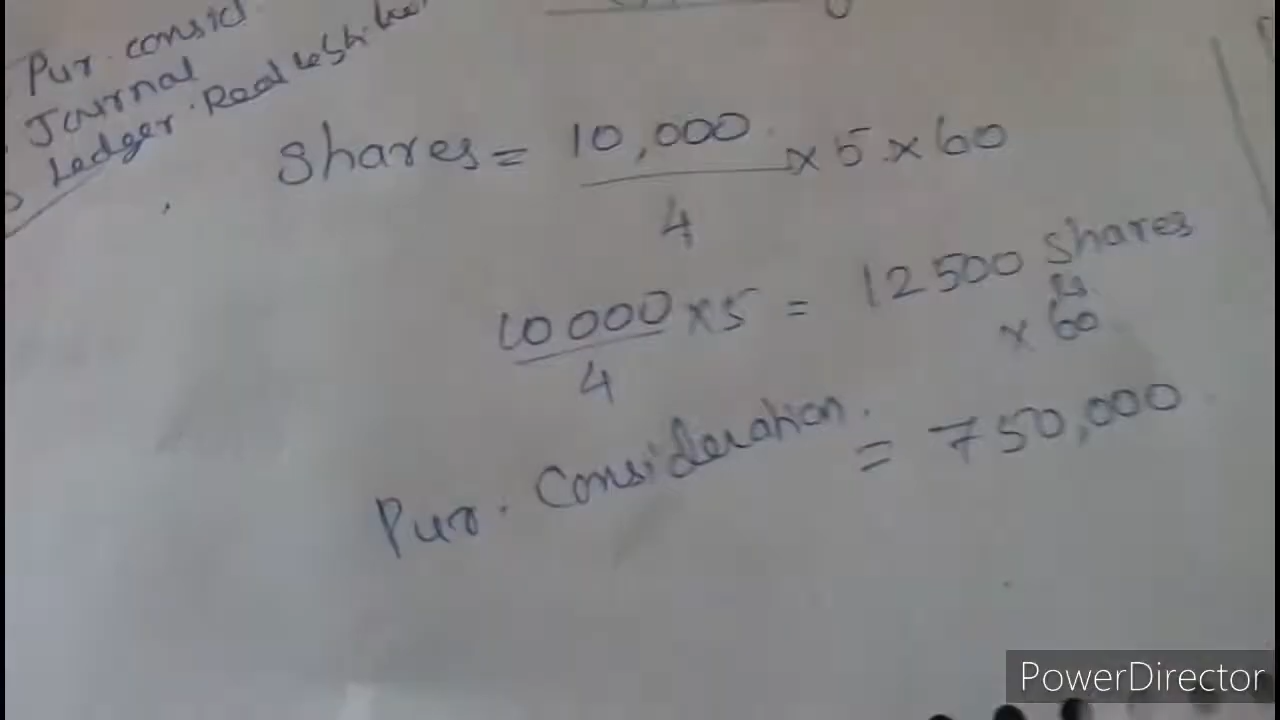 Pur. consid
Journal
Ledger. Real
Shares = 10,000 × 5 × 60
4
10000 × 5 = 12500 shares
4
× 60
Pur. Consideration. = 750,000
PowerDirector